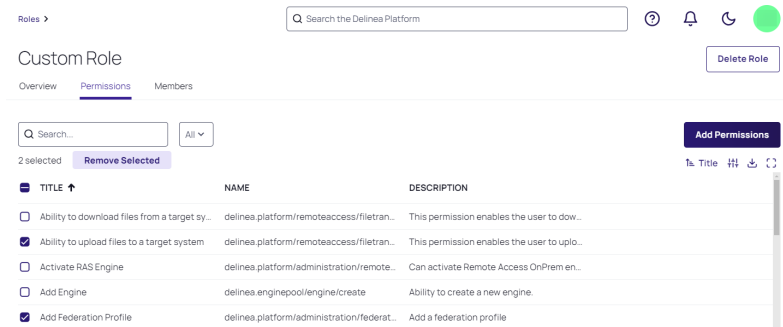 Roles >
Search the Delinea Platform
Custom Role
Delete Role
Overview Permissions Members
Search... All
Add Permissions
2 selected Remove Selected
Title
TITLE NAME DESCRIPTION
Ability to download files from a target sy... delinea.platform/remoteaccess/filetran... This permission enables the user to dow...
Ability to upload files to a target system delinea.platform/remoteaccess/filetran... This permission enables the user to uplo...
Activate RAS Engine delinea.platform/administration/remote... Can activate Remote Access OnPrem en...
Add Engine delinea.enginepool/engine/create Ability to create a new engine.
Add Federation Profile delinea.platform/administration/federat... Add a federation profile